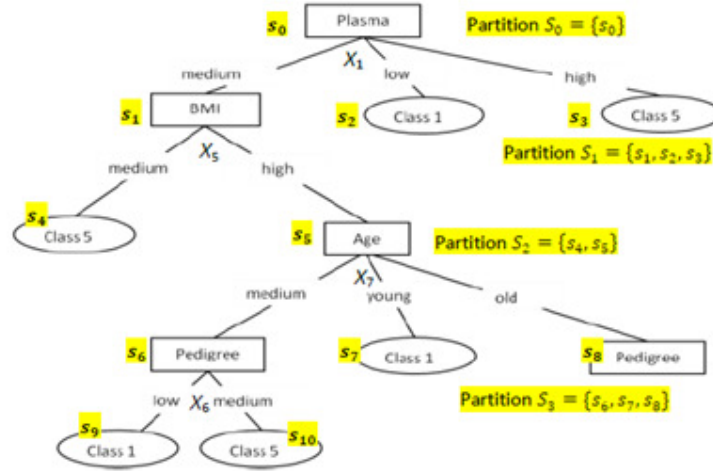 s₀ Plasma Partition S₀ = {s₀}
X₁
medium low high
s₁ BMI s₂ Class 1 s₃ Class 5
Partition S₁ = {s₁, s₂, s₃}
X₅
medium high
s₄ Class 5
s₅ Age Partition S₂ = {s₄, s₅}
X₇
medium young old
s₆ Pedigree s₇ Class 1 s₈ Pedigree
Partition S₃ = {s₆, s₇, s₈}
low X₆ medium
s₉ Class 1 Class 5 s₁₀